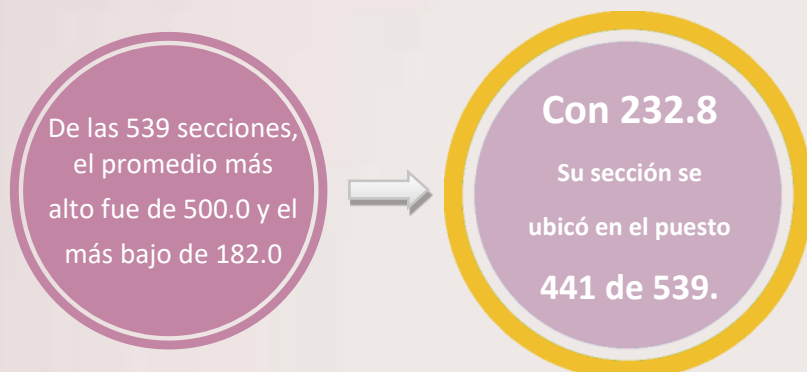 De las 539 secciones,
el promedio más
alto fue de 500.0 y el
más bajo de 182.0
Con 232.8
Su sección se
ubicó en el puesto
441 de 539.